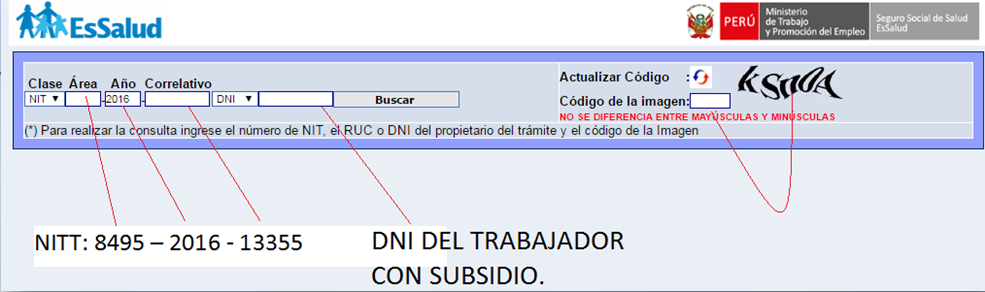 EsSalud
PERÚ
Ministerio
de Trabajo
y Promoción del Empleo
Seguro Social de Salud
EsSalud
Clase Área Año Correlativo
NIT - 2016 - DNI Buscar
Actualizar Código :
Código de la imagen:
NO SE DIFERENCIA ENTRE MAYÚSCULAS Y MINÚSCULAS
(*) Para realizar la consulta ingrese el número de NIT, el RUC o DNI del propietario del trámite y el código de la Imagen
NITT: 8495 – 2016 - 13355
DNI DEL TRABAJADOR
CON SUBSIDIO.